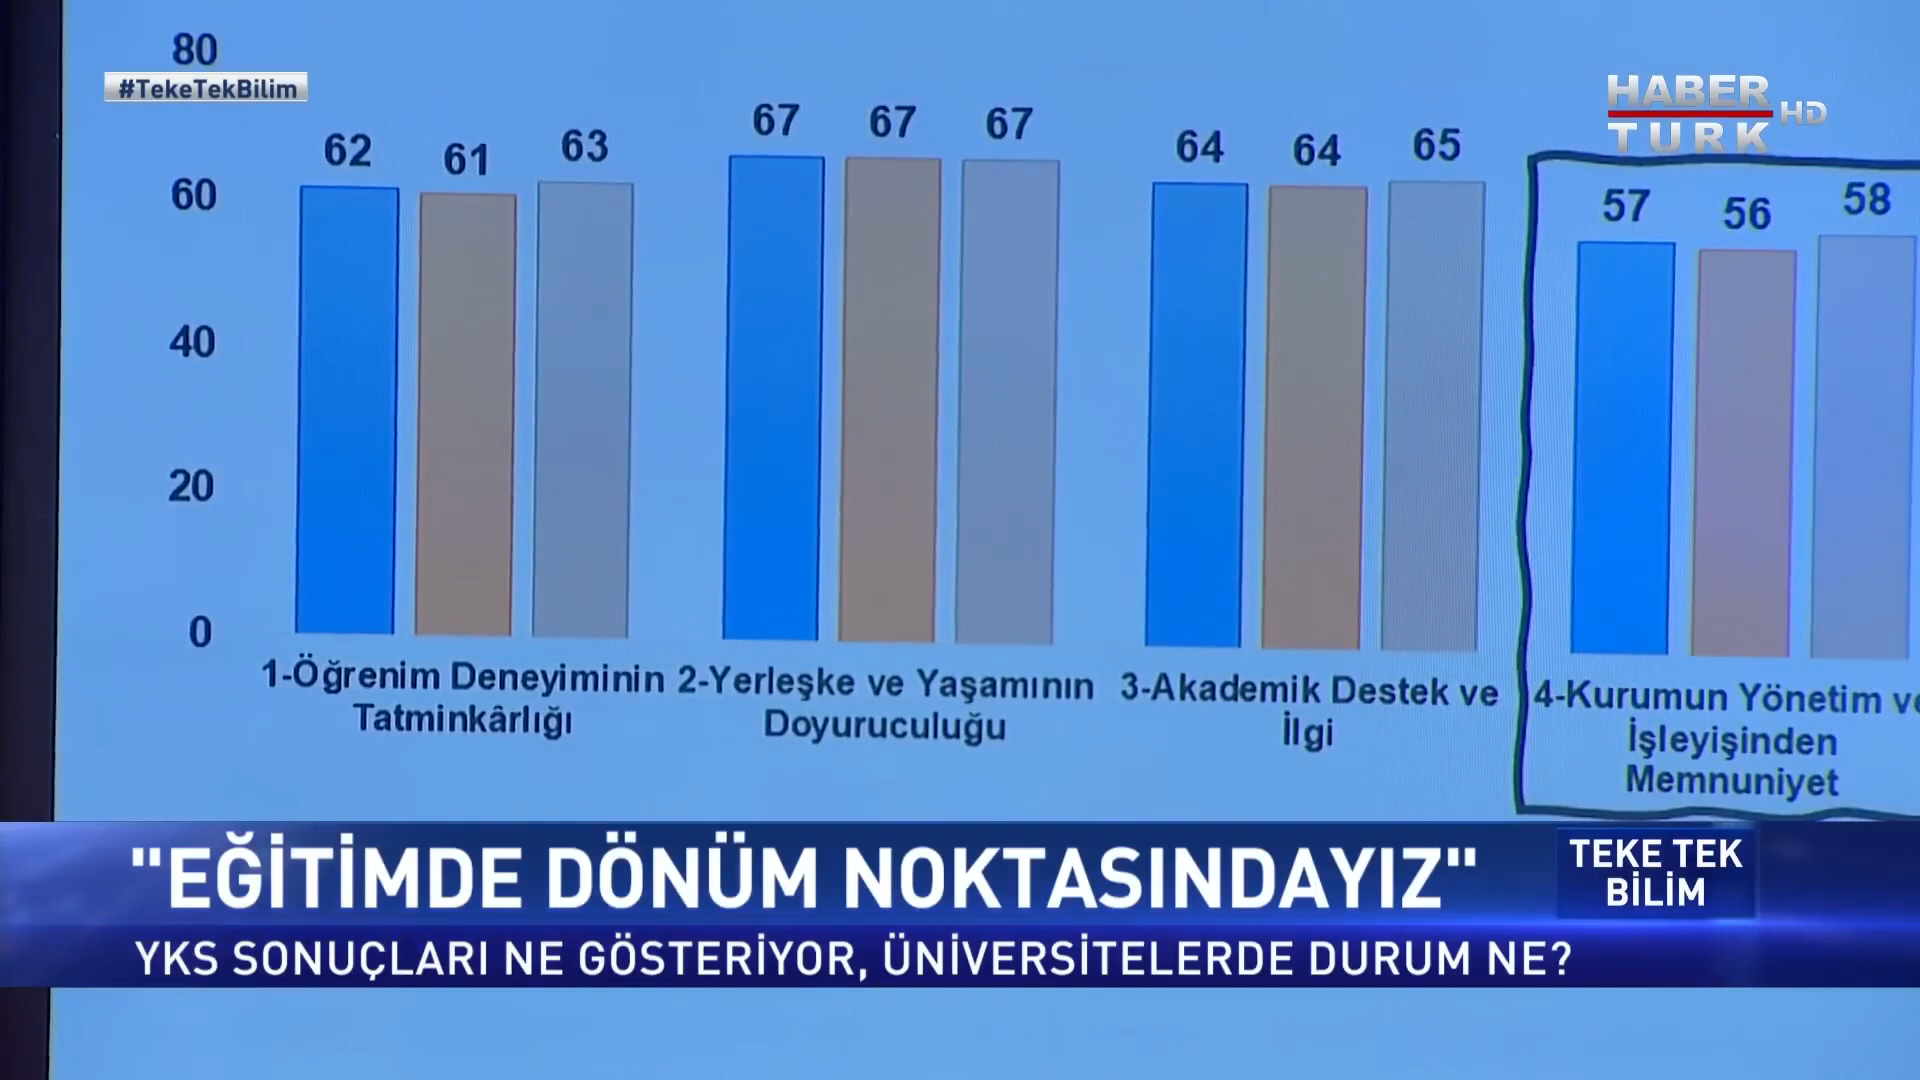 80
#TekeTekBilim
HABER
TURK HD
67 67 67
62 61 63
64 64 65
57 56 58
60
40
20
0
1-Öğrenim Deneyiminin
Tatminkârlığı
2-Yerleşke ve Yaşamının
Doyuruculuğu
3-Akademik Destek ve
İlgi
4-Kurumun Yönetim ve
İşleyişinden
Memnuniyet
"EĞİTİMDE DÖNÜM NOKTASINDAYIZ"
TEKE TEK
BİLİM
YKS SONUÇLARI NE GÖSTERİYOR, ÜNİVERSİTELERDE DURUM NE?